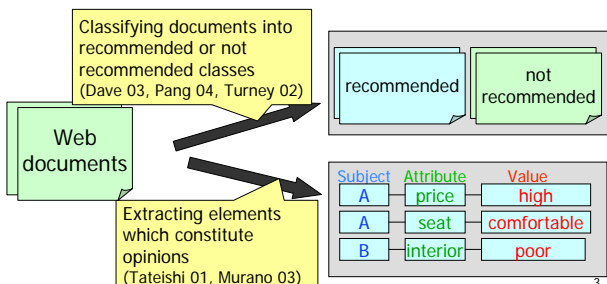 Classifying documents into
recommended or not
recommended classes
(Dave 03, Pang 04, Turney 02)
recommended
not
recommended
Web
documents
Extracting elements
which constitute
opinions
(Tateishi 01, Murano 03)
Subject Attribute Value
A price high
A seat comfortable
B interior poor
3